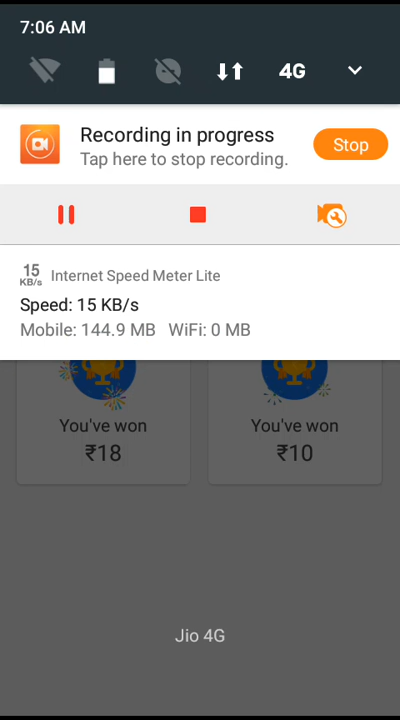 7:06 AM
4G
Recording in progress
Tap here to stop recording.
Stop
15
KB/s
Internet Speed Meter Lite
Speed: 15 KB/s
Mobile: 144.9 MB WiFi: 0 MB
You've won
₹18
You've won
₹10
Jio 4G